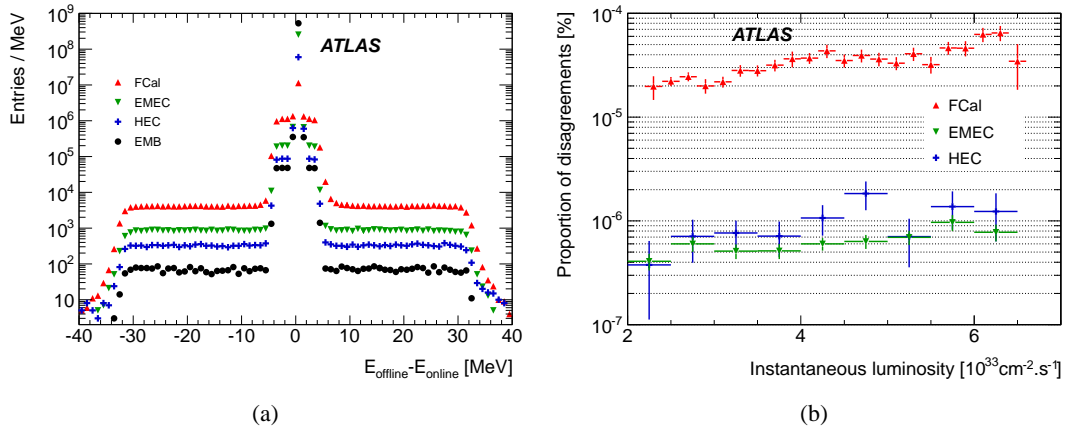 Entries / MeV
10⁹
10⁸
10⁷
10⁶
10⁵
10⁴
10³
10²
10
ATLAS
FCal
EMEC
HEC
EMB
-40 -30 -20 -10 0 10 20 30 40
E_offline-E_online [MeV]
(a)
Proportion of disagreements [%]
10⁻⁴
10⁻⁵
10⁻⁶
10⁻⁷
ATLAS
FCal
EMEC
HEC
2 4 6
Instantaneous luminosity [10³³cm⁻².s⁻¹]
(b)